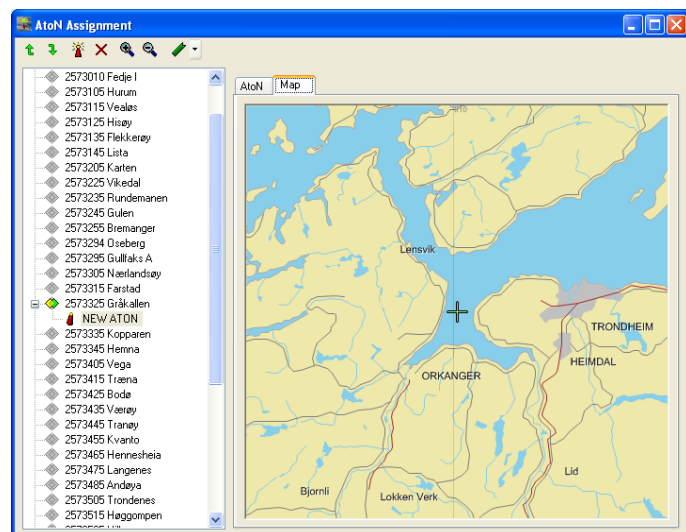 AtoN Assignment
2573010 Fedje I
2573105 Hurum
2573115 Vealøs
2573125 Hisøy
2573135 Flekkerøy
2573145 Lista
2573205 Karten
2573225 Vikedal
2573235 Rundemanen
2573245 Gulen
2573255 Bremanger
2573294 Oseberg
2573295 Gullfaks A
2573305 Nærlandsøy
2573315 Farstad
2573325 Gråkallen
NEW ATON
2573335 Kopparen
2573345 Hemna
2573405 Vega
2573415 Træna
2573425 Bodø
2573435 Værøy
2573445 Tranøy
2573455 Kvanto
2573465 Hennesheia
2573475 Langenes
2573485 Andøya
2573505 Trondenes
2573515 Høggompen
AtoN
Map
Lensvik
TRONDHEIM
HEIMDAL
ORKANGER
Lid
Bjornli
Lokken Verk